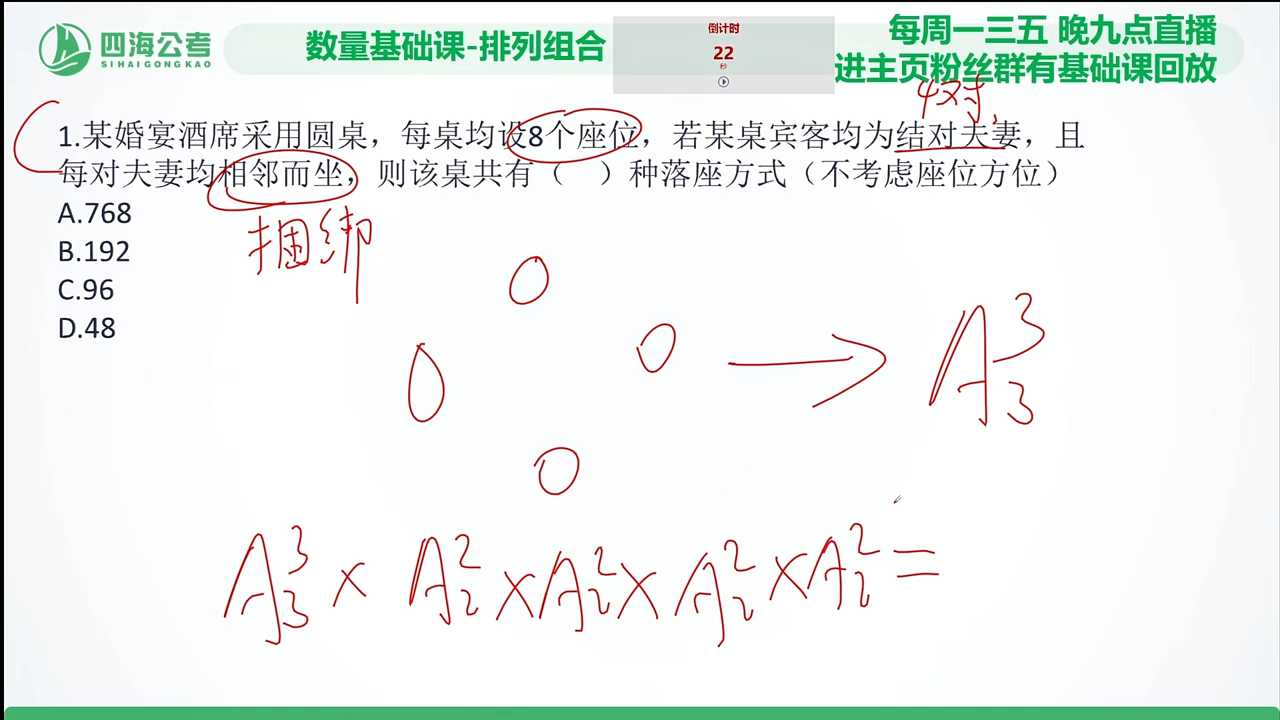 四海公考
SIHAIGONGKAO
数量基础课-排列组合
倒计时
22
秒
每周一三五 晚九点直播
进主页粉丝群有基础课回放
4对
1.某婚宴酒席采用圆桌，每桌均设8个座位，若某桌宾客均为结对夫妻，且
每对夫妻均相邻而坐，则该桌共有（ ）种落座方式（不考虑座位方位）
A.768
B.192
C.96
D.48
捆绑
A₃³
A₃³ × A₂² × A₂² × A₂² × A₂² =